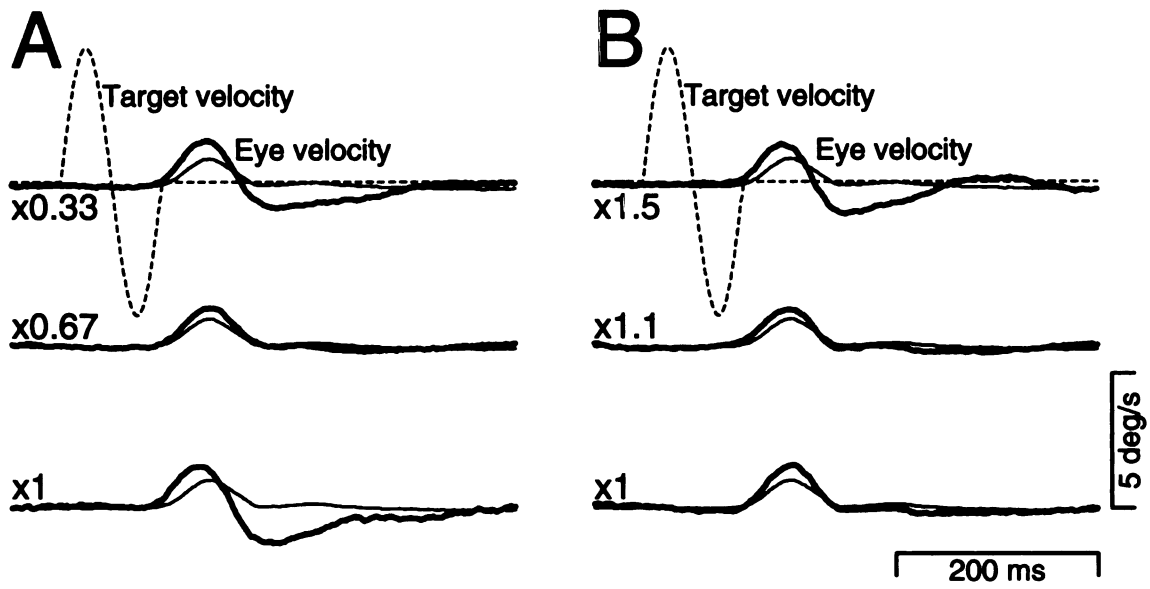 A
B
Target velocity
Target velocity
Eye velocity
Eye velocity
x0.33
x1.5
x0.67
x1.1
5 deg/s
x1
x1
200 ms